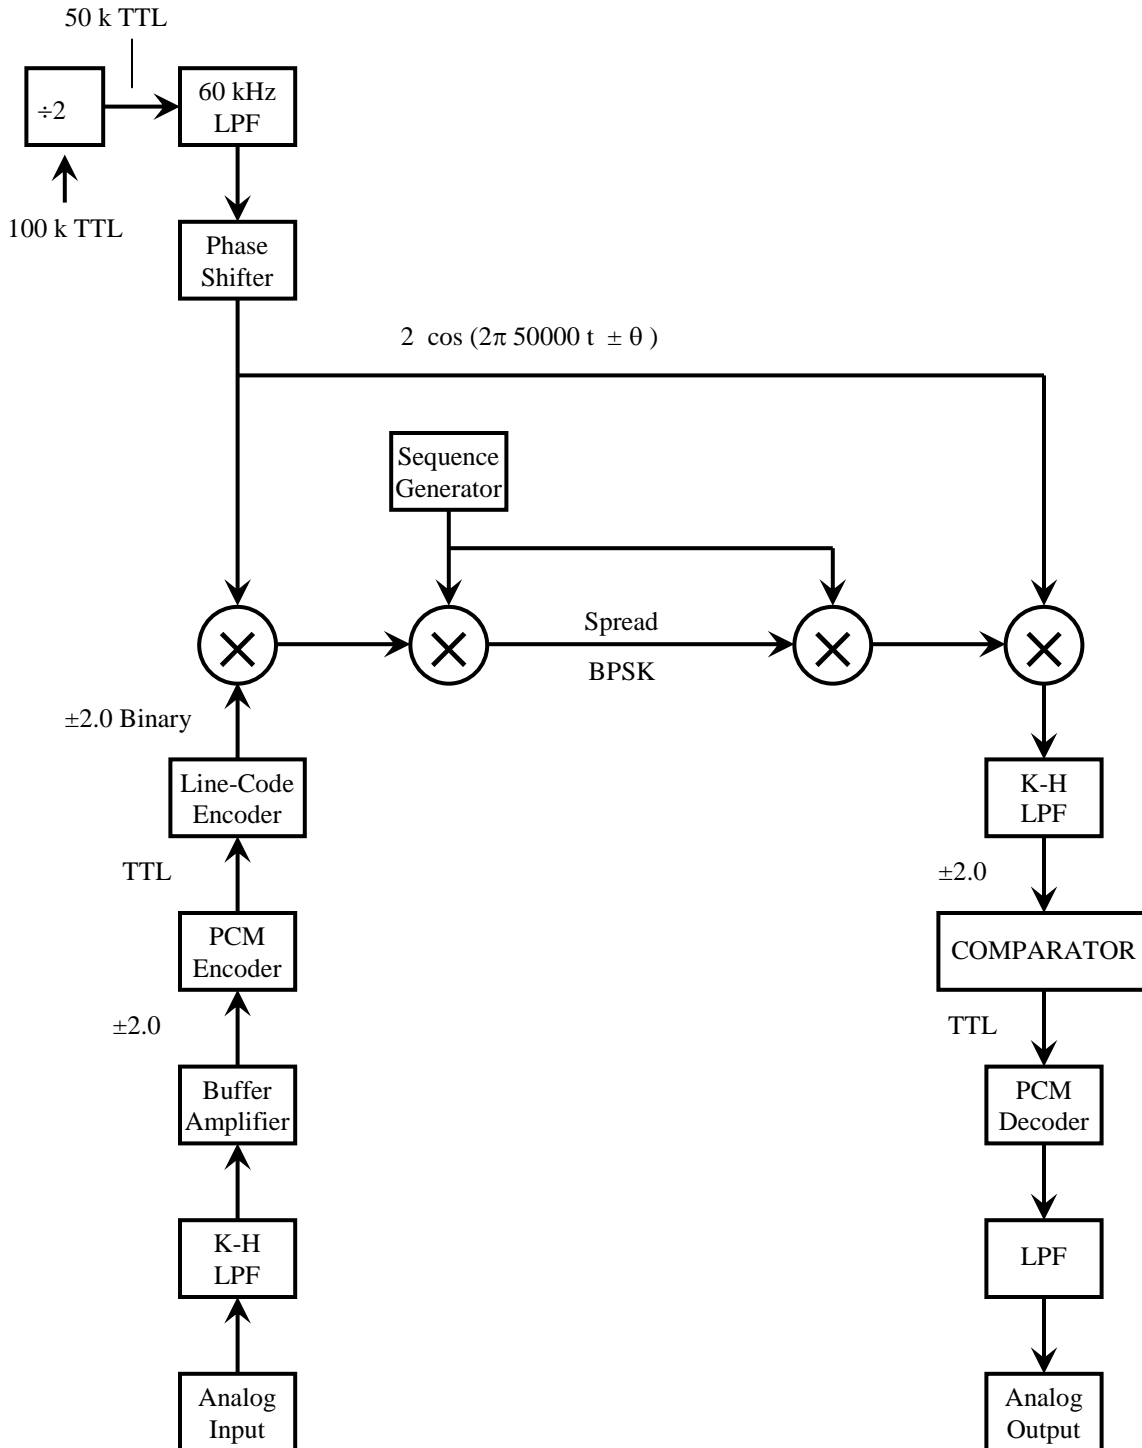 50 k TTL
÷2
60 kHz
LPF
100 k TTL
Phase
Shifter
2 cos (2π 50000 t ± θ )
Sequence
Generator
Spread
BPSK
±2.0 Binary
Line-Code
Encoder
K-H
LPF
TTL
±2.0
PCM
Encoder
COMPARATOR
±2.0
TTL
Buffer
Amplifier
PCM
Decoder
K-H
LPF
LPF
Analog
Input
Analog
Output